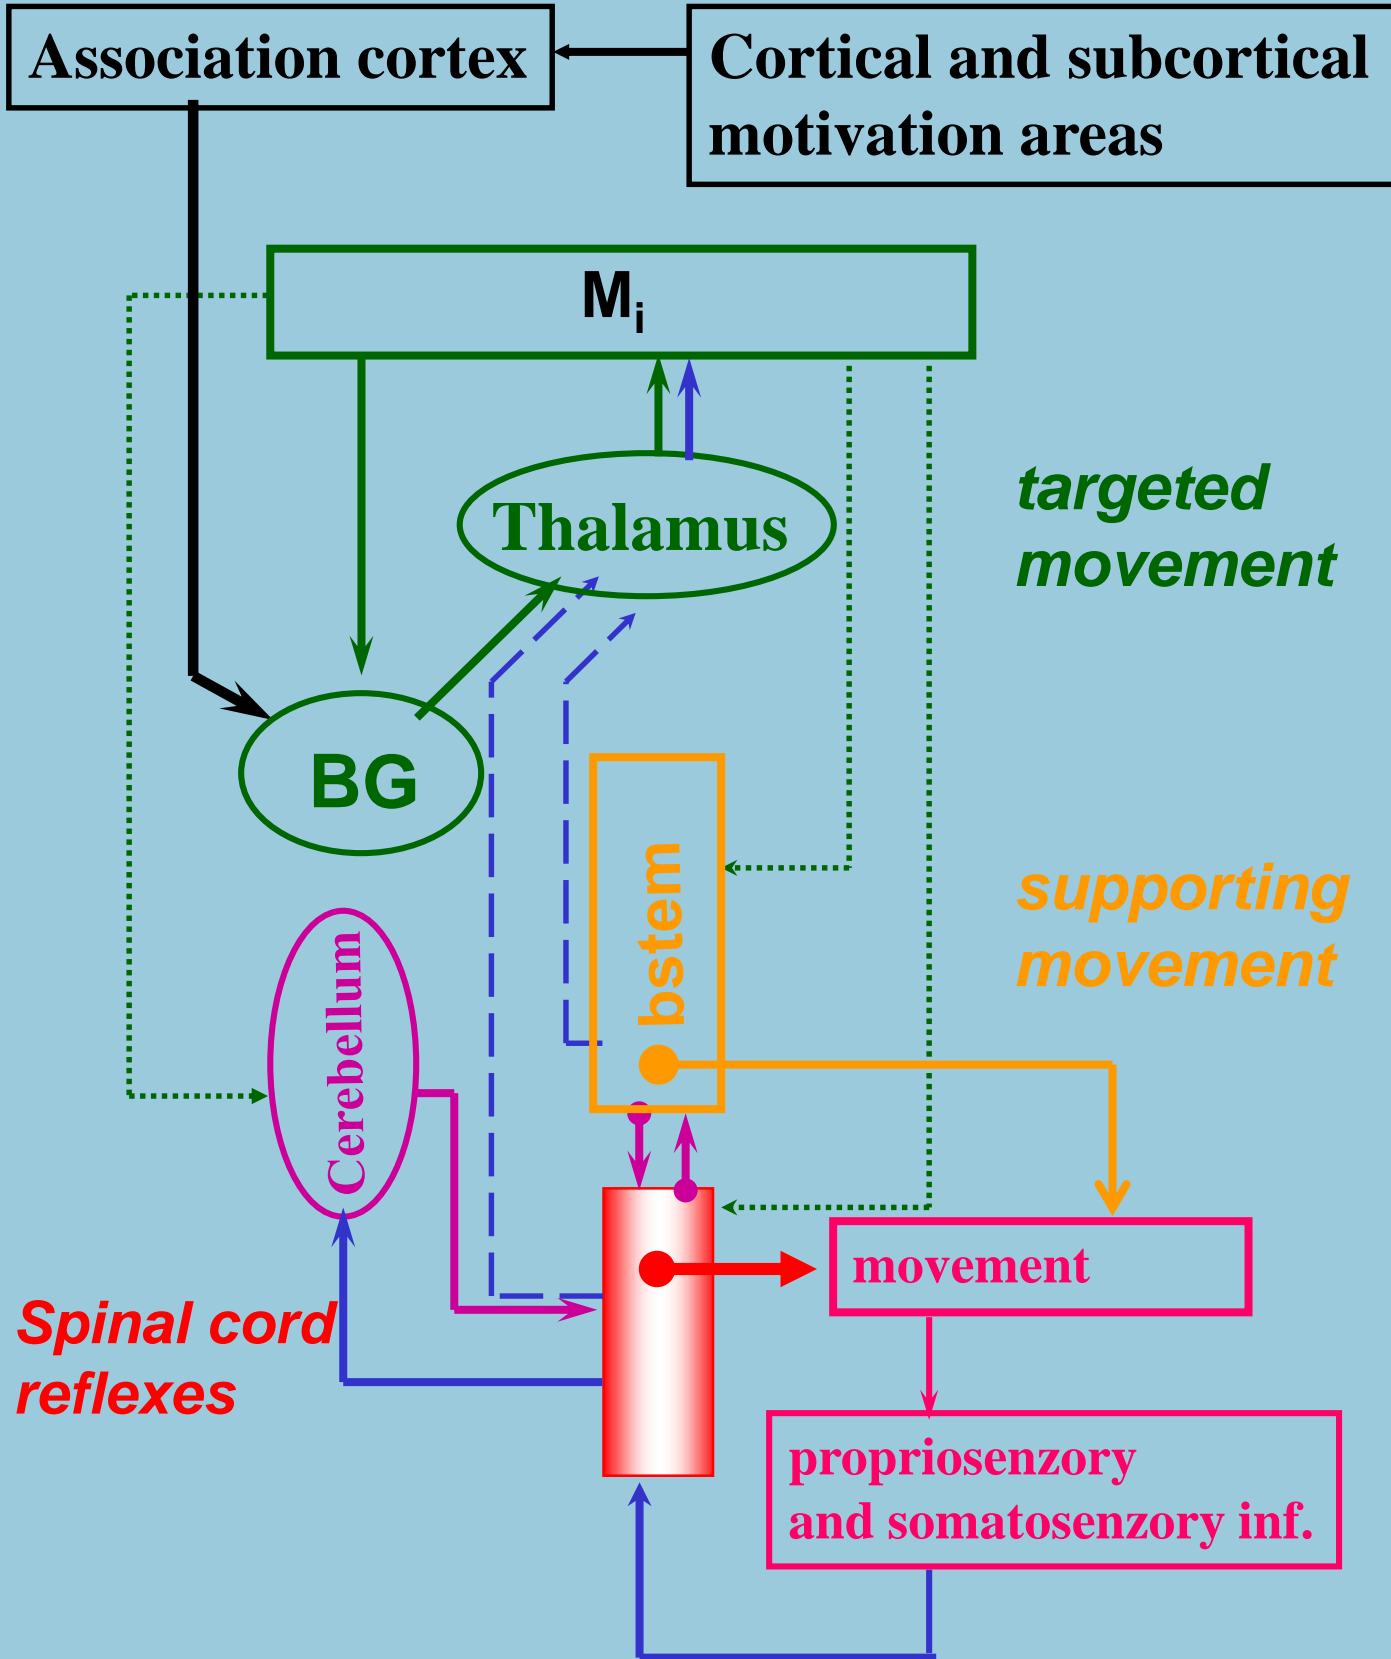 Association cortex
Cortical and subcortical
motivation areas
Mi
Thalamus
targeted
movement
BG
bstem
supporting
movement
Cerebellum
movement
Spinal cord
reflexes
propriosenzory
and somatosenzory inf.